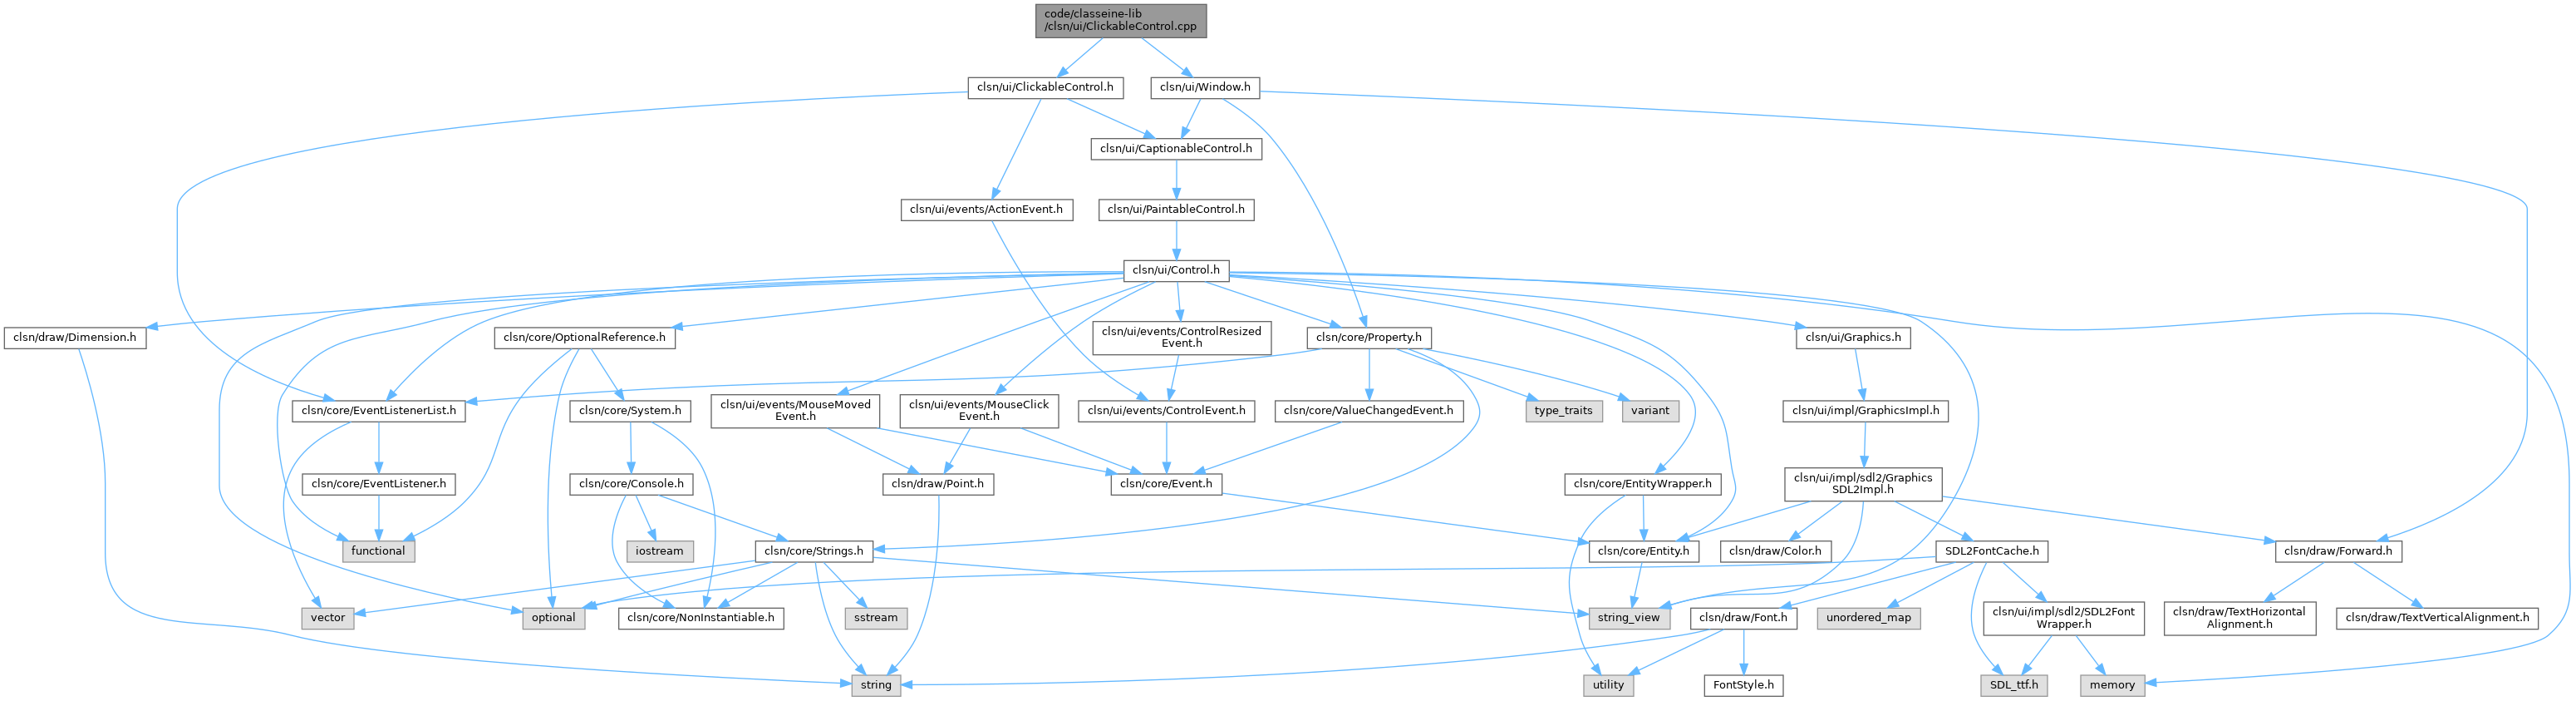 code/classeine-lib
/clsn/ui/ClickableControl.cpp
clsn/ui/ClickableControl.h
clsn/ui/Window.h
clsn/ui/CaptionableControl.h
clsn/ui/events/ActionEvent.h
clsn/ui/PaintableControl.h
clsn/ui/Control.h
clsn/draw/Dimension.h
clsn/core/OptionalReference.h
clsn/ui/events/ControlResized
Event.h
clsn/core/Property.h
clsn/ui/Graphics.h
clsn/core/EventListenerList.h
clsn/core/System.h
clsn/ui/events/MouseMoved
Event.h
clsn/ui/events/MouseClick
Event.h
clsn/ui/events/ControlEvent.h
clsn/core/ValueChangedEvent.h
type_traits
variant
clsn/ui/impl/GraphicsImpl.h
clsn/core/EventListener.h
clsn/core/Console.h
clsn/draw/Point.h
clsn/core/Event.h
clsn/core/EntityWrapper.h
clsn/ui/impl/sdl2/Graphics
SDL2Impl.h
functional
iostream
clsn/core/Strings.h
clsn/core/Entity.h
clsn/draw/Color.h
SDL2FontCache.h
clsn/draw/Forward.h
vector
optional
clsn/core/NonInstantiable.h
sstream
string_view
clsn/draw/Font.h
unordered_map
clsn/ui/impl/sdl2/SDL2Font
Wrapper.h
clsn/draw/TextHorizontal
Alignment.h
clsn/draw/TextVerticalAlignment.h
string
utility
FontStyle.h
SDL_ttf.h
memory